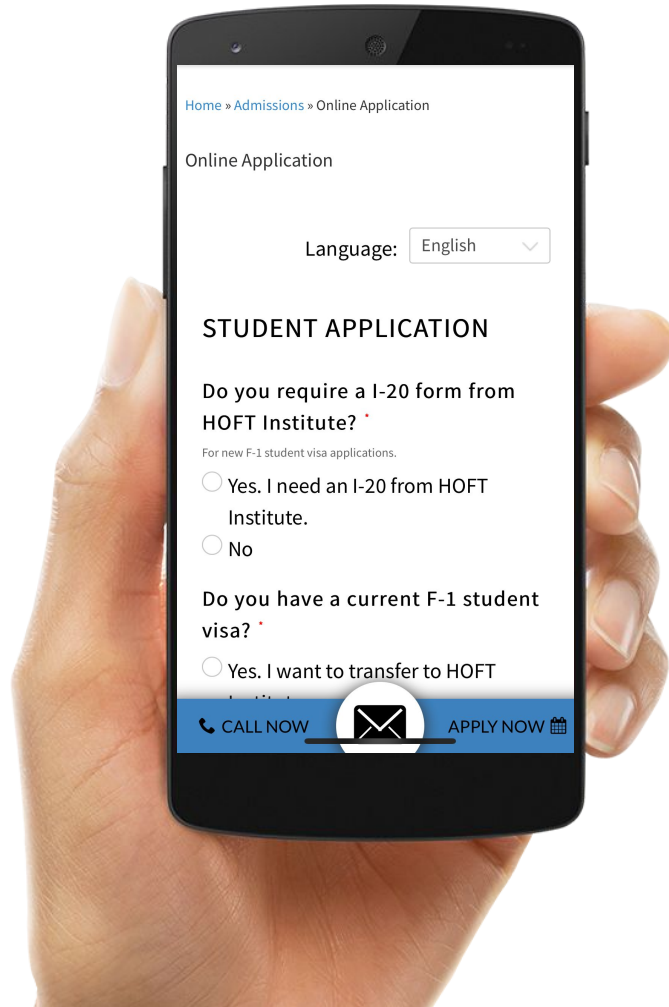 Home » Admissions » Online Application
Online Application
Language: English
STUDENT APPLICATION
Do you require a I-20 form from
HOFT Institute? *
For new F-1 student visa applications.
Yes. I need an I-20 from HOFT
Institute.
No
Do you have a current F-1 student
visa? *
Yes. I want to transfer to HOFT
CALL NOW APPLY NOW